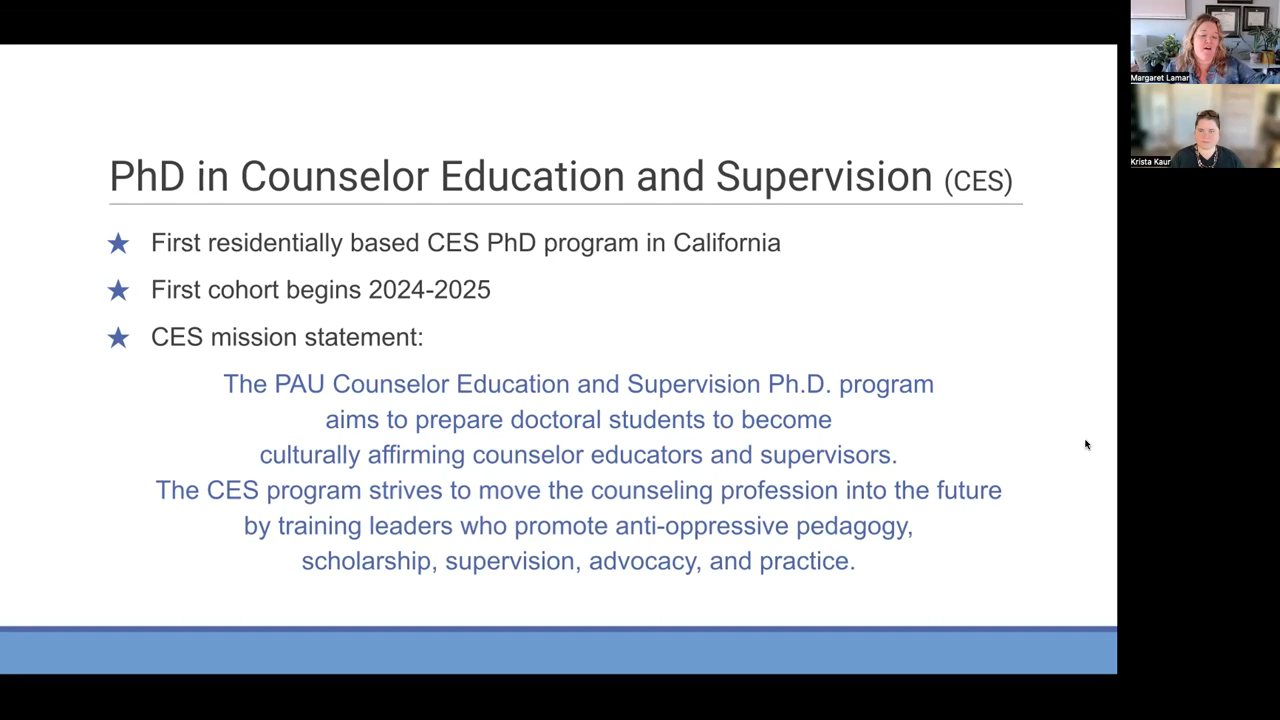 PhD in Counselor Education and Supervision (CES)
First residentially based CES PhD program in California
First cohort begins 2024-2025
CES mission statement:
The PAU Counselor Education and Supervision Ph.D. program
aims to prepare doctoral students to become
culturally affirming counselor educators and supervisors.
The CES program strives to move the counseling profession into the future
by training leaders who promote anti-oppressive pedagogy,
scholarship, supervision, advocacy, and practice.
Margaret Lamar
Krista Kaur